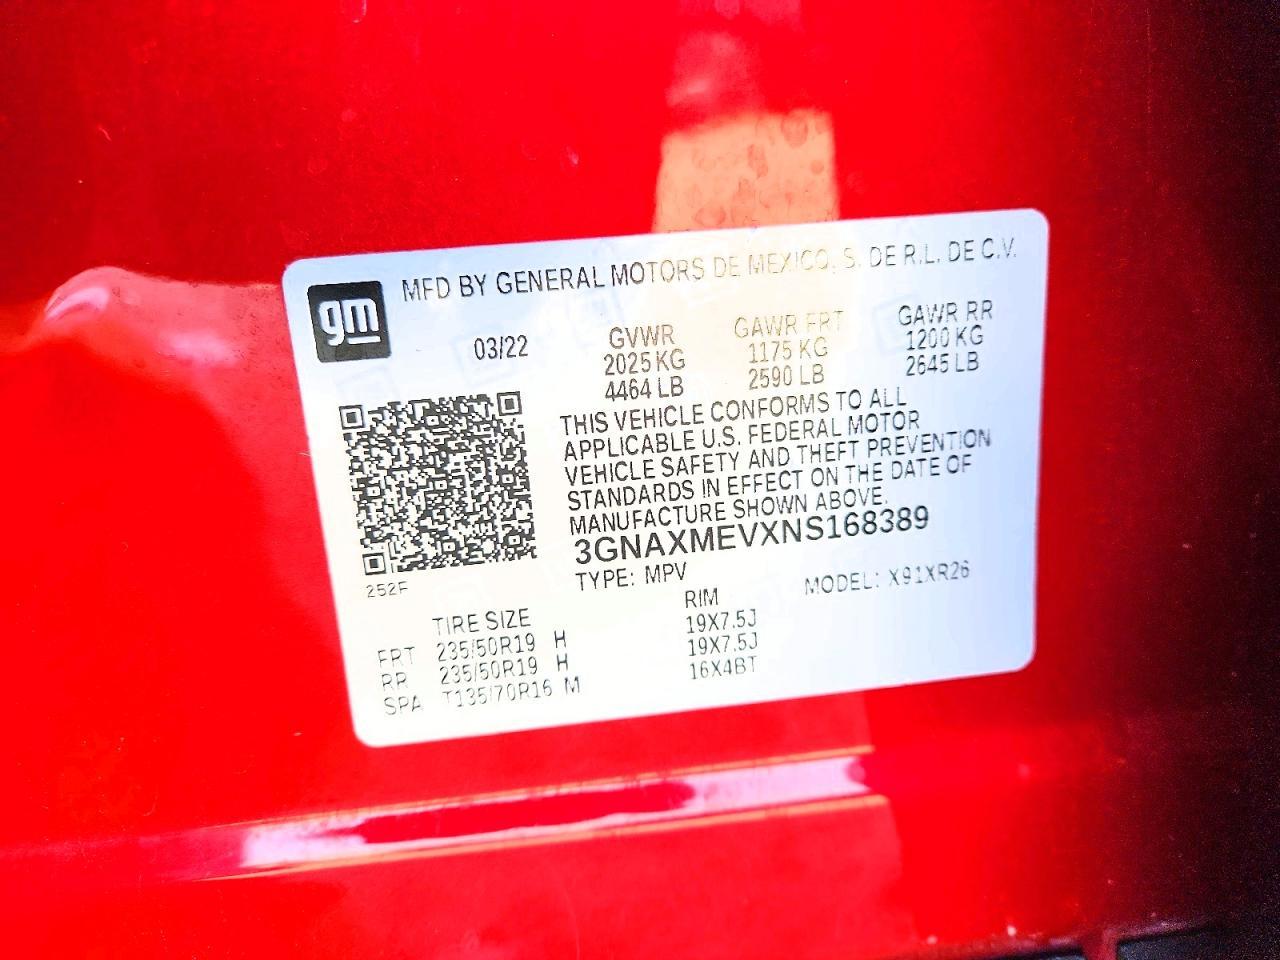 gm
MFD BY GENERAL MOTORS DE MEXICO, S. DE R.L. DE C.V.
03/22 GVWR GAWR FRT GAWR RR
2025 KG 1175 KG 1200 KG
4464 LB 2590 LB 2645 LB
THIS VEHICLE CONFORMS TO ALL
APPLICABLE U.S. FEDERAL MOTOR
VEHICLE SAFETY AND THEFT PREVENTION
STANDARDS IN EFFECT ON THE DATE OF
MANUFACTURE SHOWN ABOVE.
3GNAXMEVXNS168389
252F
TYPE: MPV MODEL: X91XR26
TIRE SIZE RIM
FRT 235/50R19 H 19X7.5J
RR 235/50R19 H 19X7.5J
SPA T135/70R16 M 16X4BT